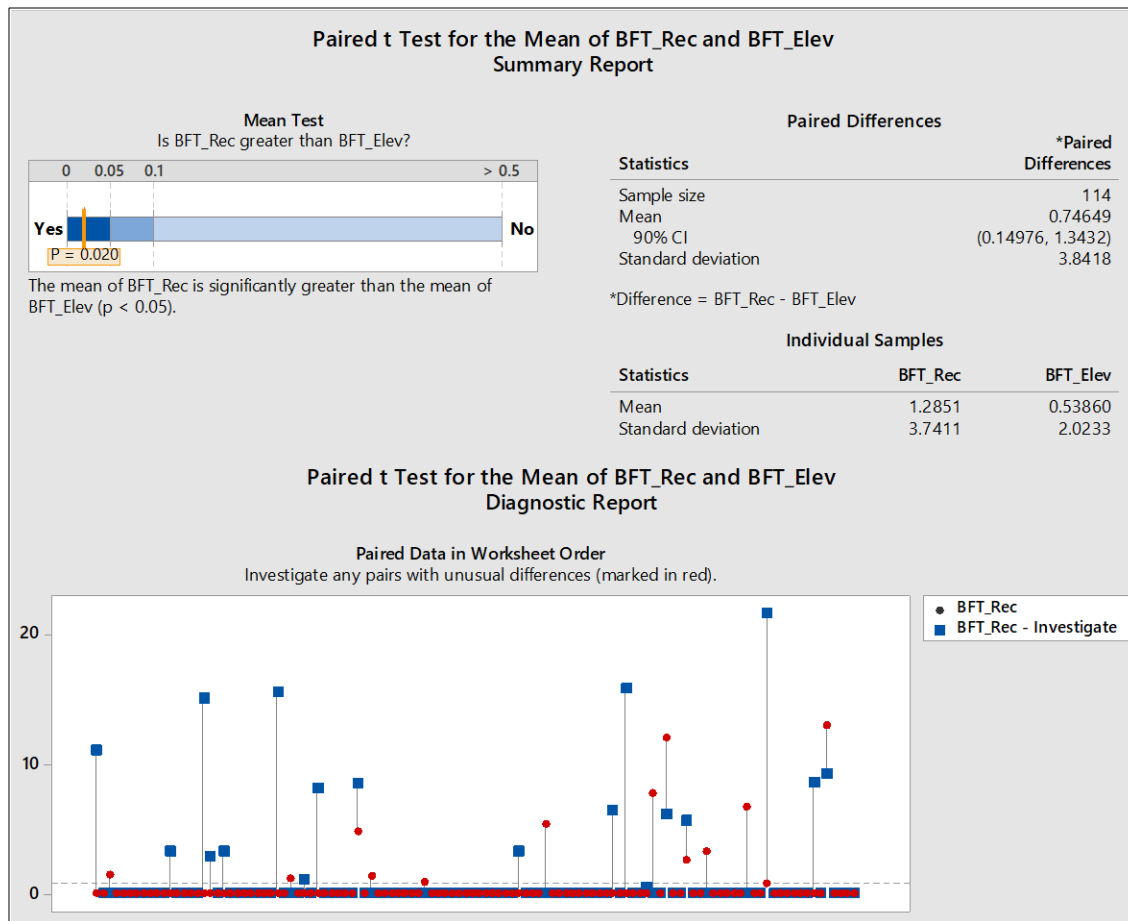 Paired t Test for the Mean of BFT_Rec and BFT_Elev
Summary Report
Mean Test
Is BFT_Rec greater than BFT_Elev?
0 0.05 0.1 > 0.5
Yes No
P = 0.020
The mean of BFT_Rec is significantly greater than the mean of
BFT_Elev (p < 0.05).
Paired Differences
*Paired
Statistics Differences
Sample size 114
Mean 0.74649
90% CI (0.14976, 1.3432)
Standard deviation 3.8418
*Difference = BFT_Rec - BFT_Elev
Individual Samples
Statistics BFT_Rec BFT_Elev
Mean 1.2851 0.53860
Standard deviation 3.7411 2.0233
Paired t Test for the Mean of BFT_Rec and BFT_Elev
Diagnostic Report
Paired Data in Worksheet Order
Investigate any pairs with unusual differences (marked in red).
20
10
0
BFT_Rec
BFT_Rec - Investigate